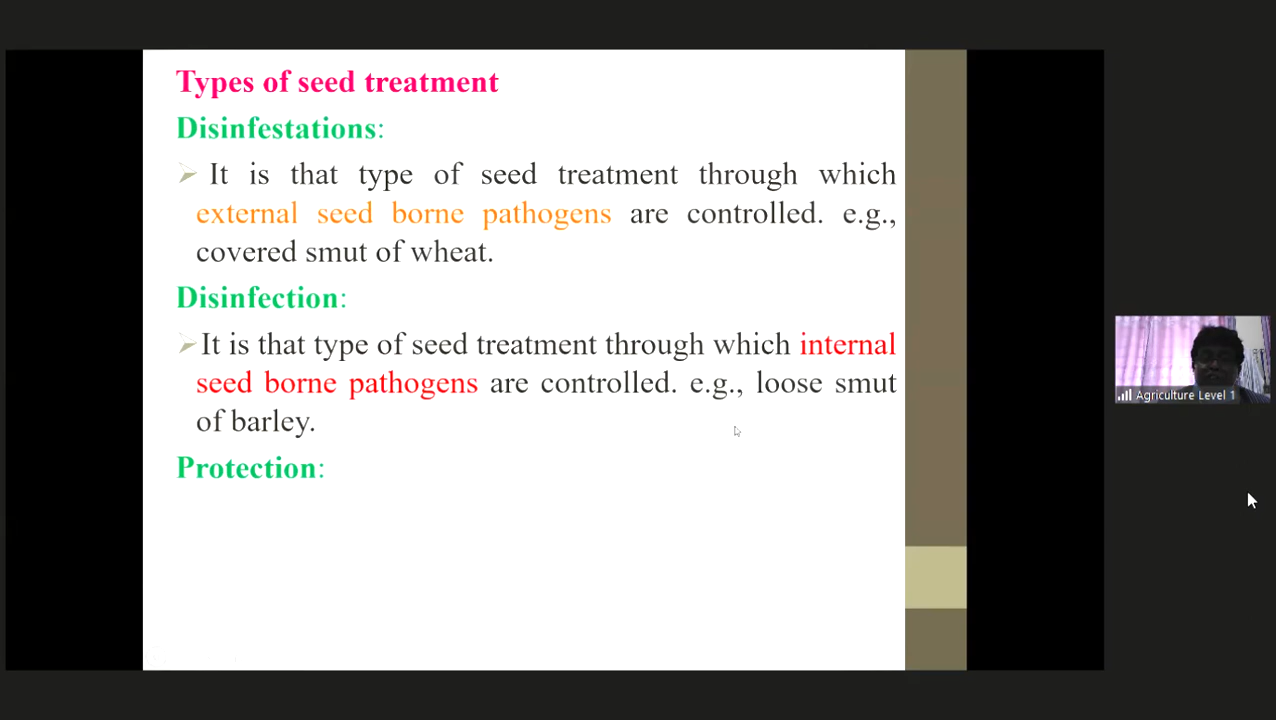 Types of seed treatment
Disinfestations:
It is that type of seed treatment through which
external seed borne pathogens are controlled. e.g.,
covered smut of wheat.
Disinfection:
It is that type of seed treatment through which internal
seed borne pathogens are controlled. e.g., loose smut
of barley.
Protection:
Agriculture Level 1